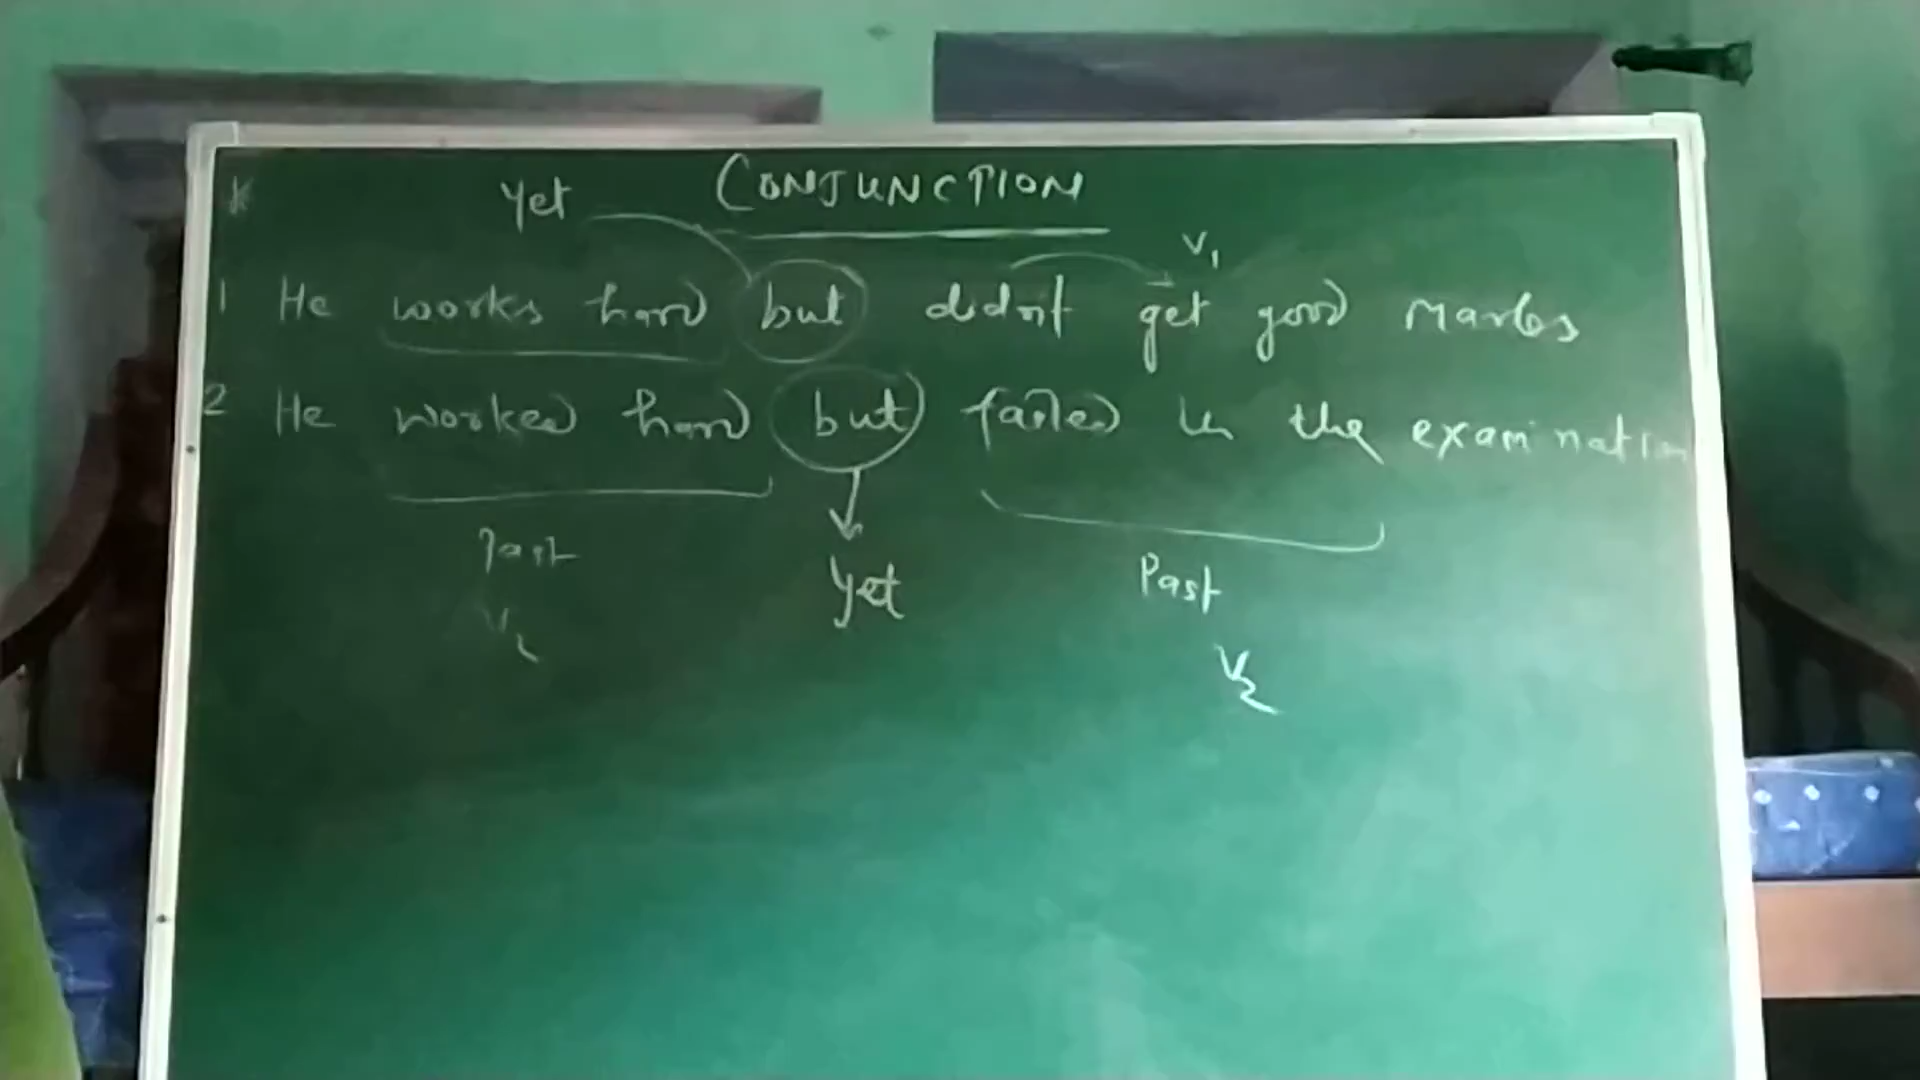 Yet CONJUNCTION
V1
1 He works hard but didn't get good Marks
2 He worked hard but failed in the examination
Past Yet Past
V2 V2